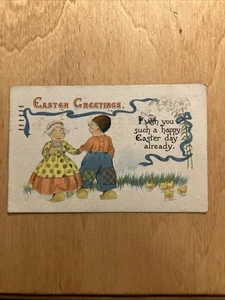 EASTER GREETINGS.
I wish you
such a happy
Easter day
already.